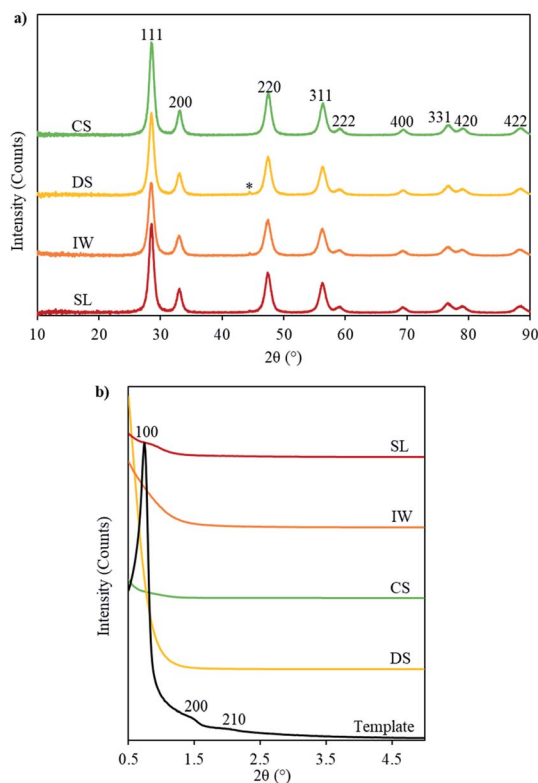 a)
111
200
220
311
222
400
331
420
422
CS
DS
*
IW
SL
Intensity (Counts)
10 20 30 40 50 60 70 80 90
2θ (°)
b)
100
SL
IW
CS
DS
200
210
Template
Intensity (Counts)
0.5 1.5 2.5 3.5 4.5
2θ (°)